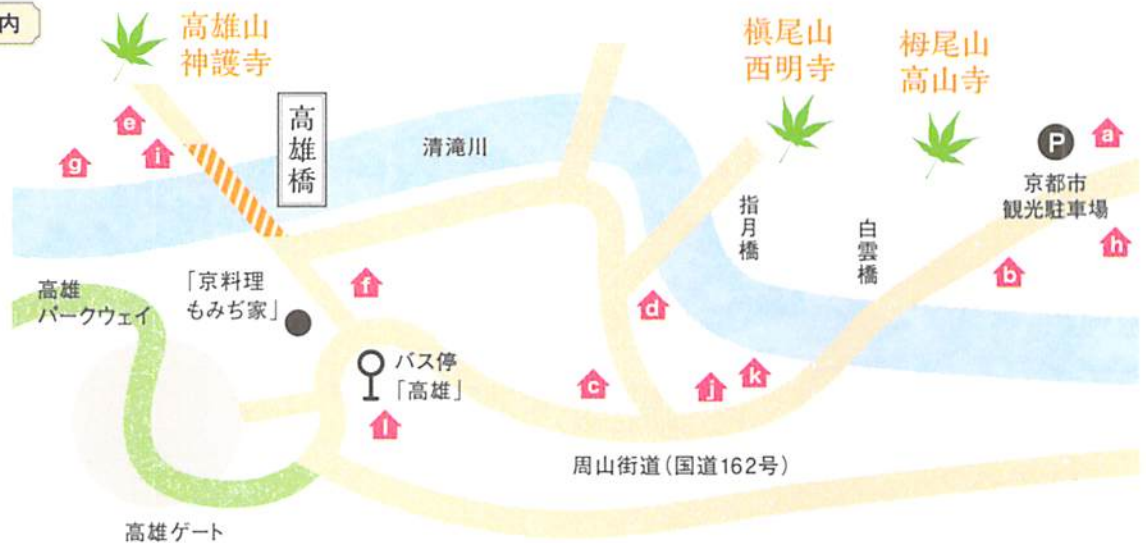 内
高雄山
神護寺
槇尾山
西明寺
栂尾山
高山寺
高雄橋
清滝川
e
g
i
P
a
京都市
観光駐車場
指月橋
白雲橋
h
b
高雄
パークウェイ
「京料理
もみぢ家」
f
d
バス停
「高雄」
c
j
k
l
周山街道(国道162号)
高雄ゲート